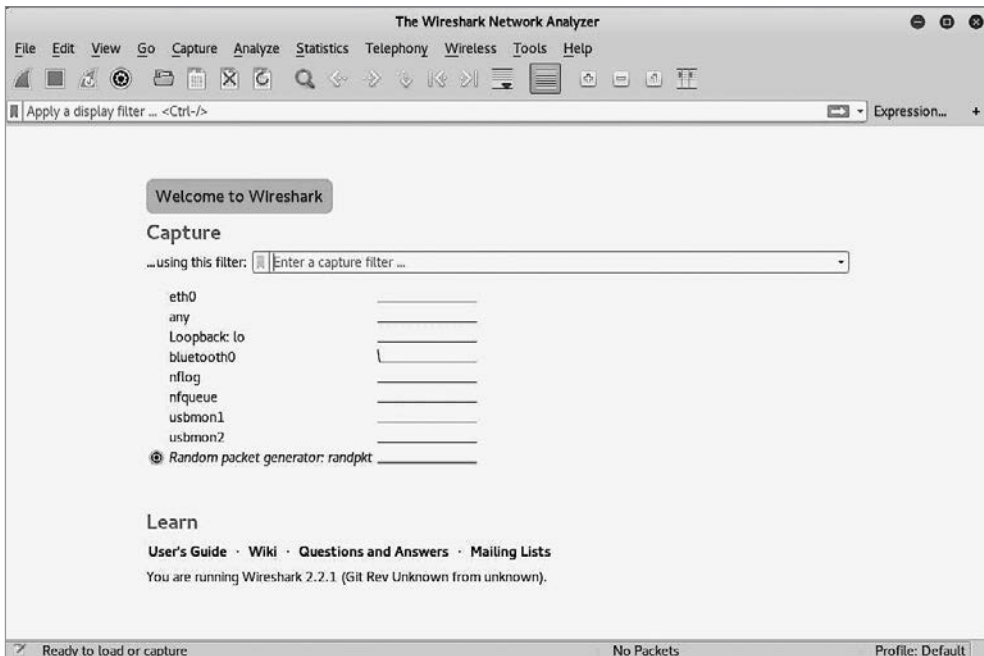 The Wireshark Network Analyzer
File Edit View Go Capture Analyze Statistics Telephony Wireless Tools Help
Apply a display filter ... <Ctrl-/> Expression... +
Welcome to Wireshark
Capture
...using this filter: Enter a capture filter ...
eth0
any
Loopback: lo
bluetooth0
nflog
nfqueue
usbmon1
usbmon2
Random packet generator: randpkt
Learn
User's Guide · Wiki · Questions and Answers · Mailing Lists
You are running Wireshark 2.2.1 (Git Rev Unknown from unknown).
Ready to load or capture No Packets Profile: Default